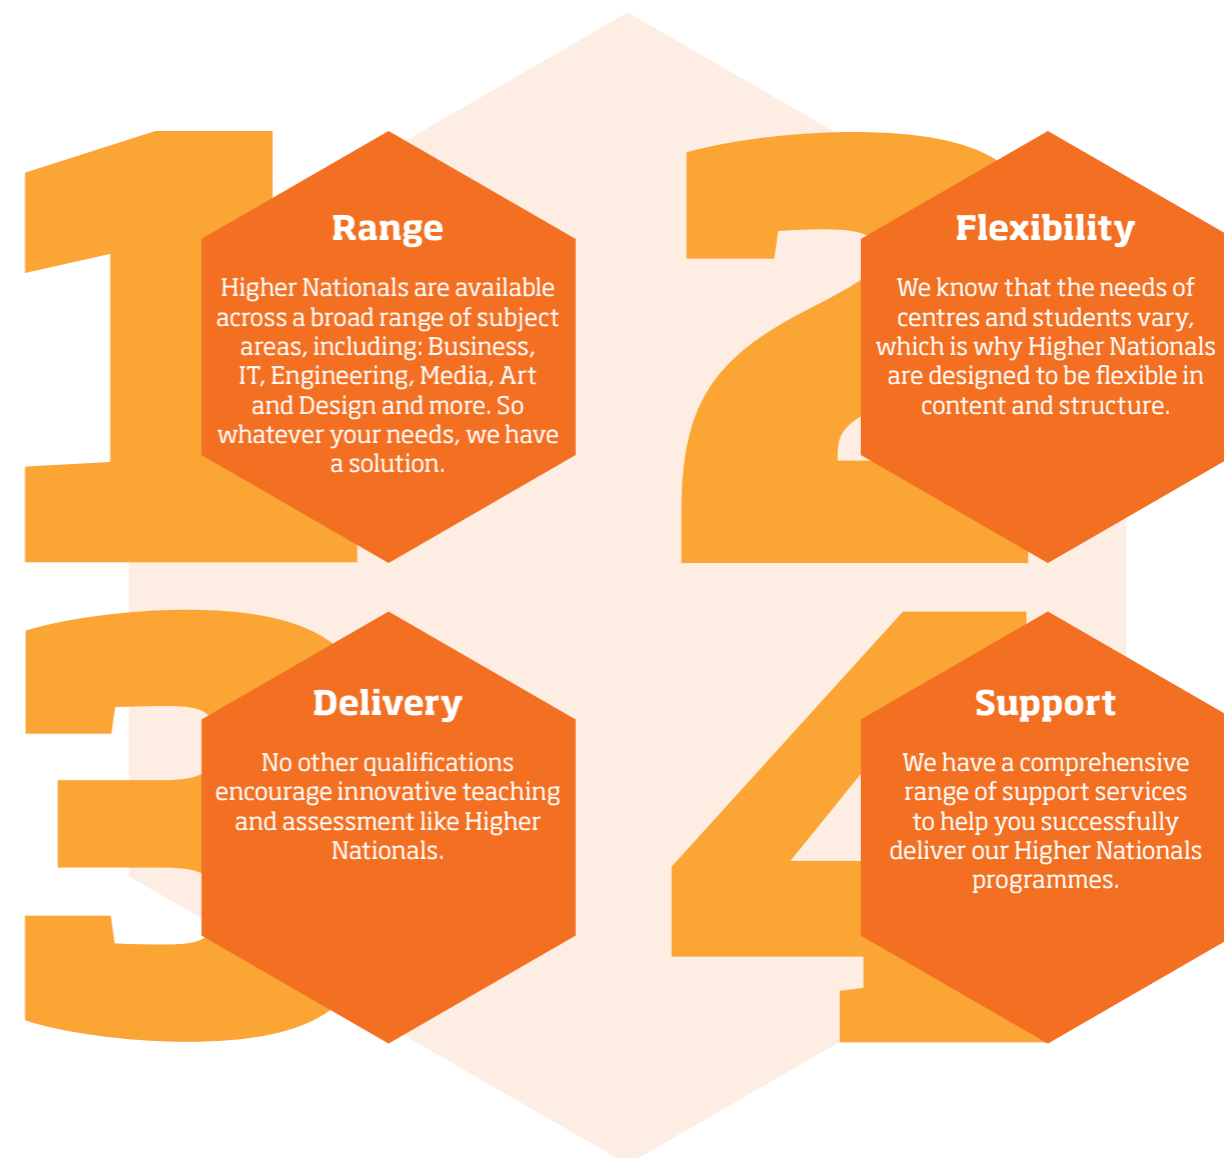 1
Range
Higher Nationals are available
across a broad range of subject
areas, including: Business,
IT, Engineering, Media, Art
and Design and more. So
whatever your needs, we have
a solution.
2
Flexibility
We know that the needs of
centres and students vary,
which is why Higher Nationals
are designed to be flexible in
content and structure.
3
Delivery
No other qualifications
encourage innovative teaching
and assessment like Higher
Nationals.
4
Support
We have a comprehensive
range of support services
to help you successfully
deliver our Higher Nationals
programmes.